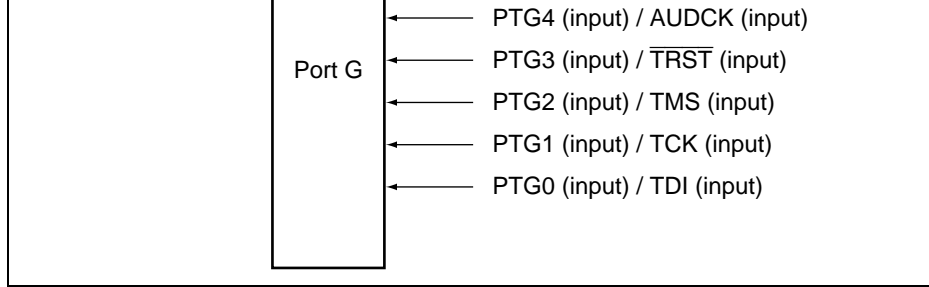 PTG4 (input) / AUDCK (input)
PTG3 (input) / T̅R̅S̅T̅ (input)
Port G
PTG2 (input) / TMS (input)
PTG1 (input) / TCK (input)
PTG0 (input) / TDI (input)